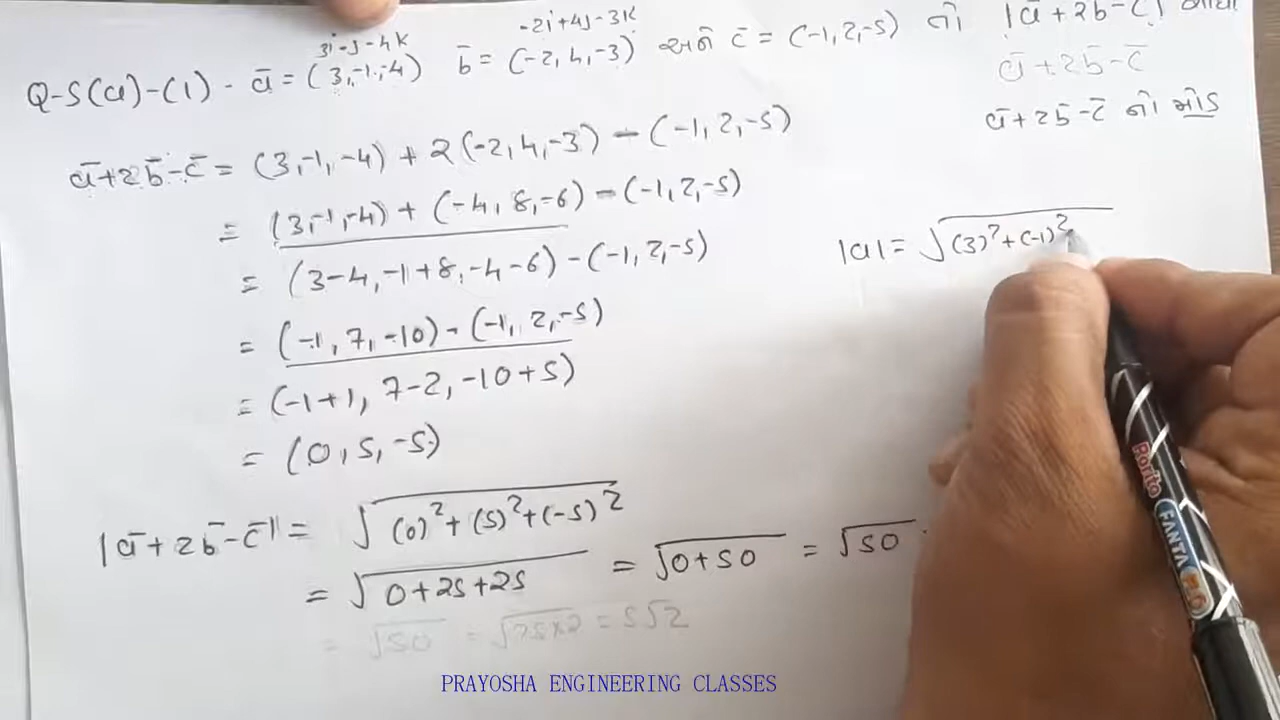 -2i+4j-3k
3i-j-4k
Q-5(a)-(1) - ā = (3,-1,-4) b̄ = (-2,4,-3) અને c̄ = (-1,2,-5) તો |ā+2b̄-c̄|
ā+2b̄-c̄
ā+2b̄-c̄ નો મોડ
ā+2b̄-c̄ = (3,-1,-4) + 2(-2,4,-3) - (-1,2,-5)
= (3,-1,-4) + (-4,8,-6) - (-1,2,-5)
|a| = √(3)²+(-1)²
= (3-4,-1+8,-4-6) - (-1,2,-5)
= (-1,7,-10) - (-1,2,-5)
= (-1+1, 7-2, -10+5)
= (0,5,-5)
|ā+2b̄-c̄| = √(0)²+(5)²+(-5)²
= √0+25+25 = √0+50 = √50
= √50 = √25×2 = 5√2
Rorito FANTA
PRAYOSHA ENGINEERING CLASSES